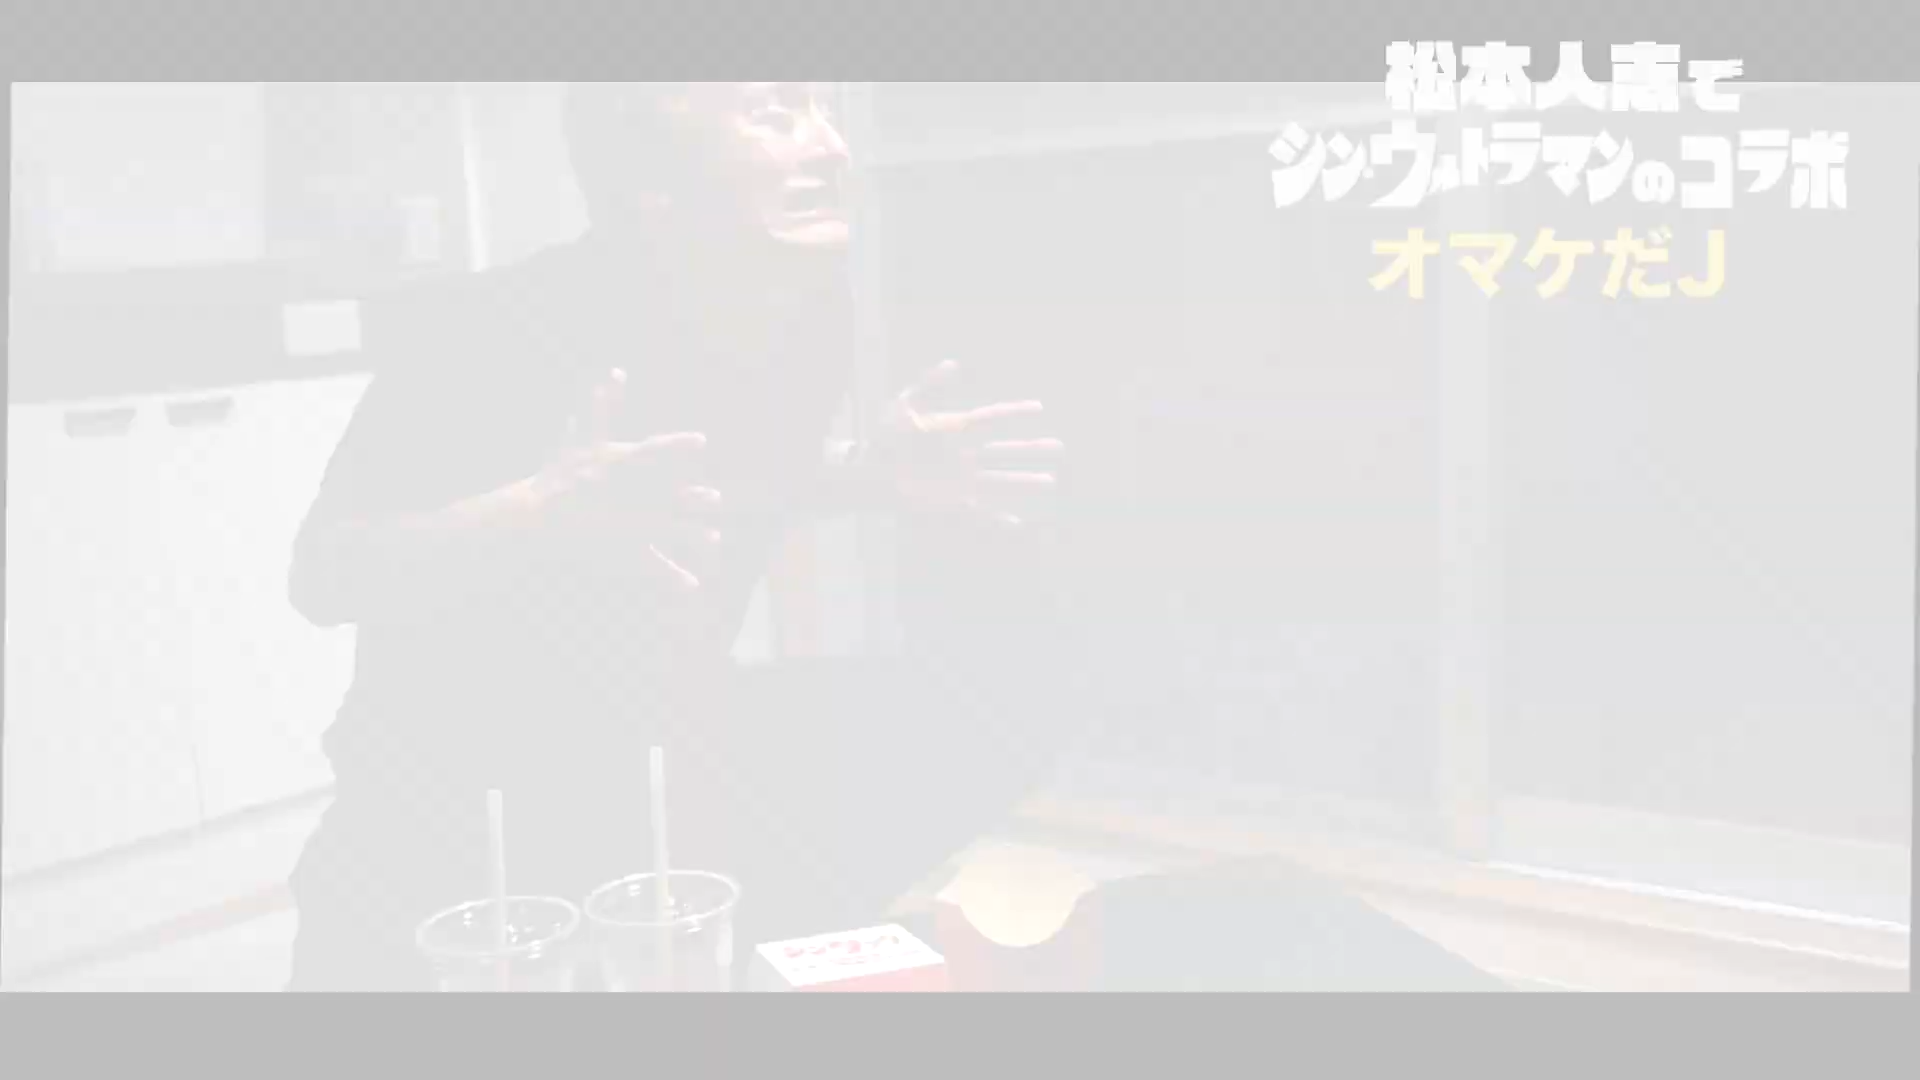 松本人志で
シン・ウルトラマンのコラボ
オマケだJ